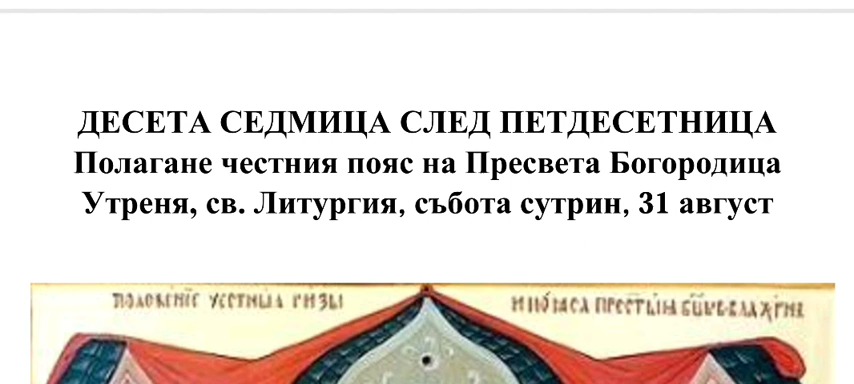 ДЕСЕТА СЕДМИЦА СЛЕД ПЕТДЕСЕТНИЦА
Полагане честния пояс на Пресвета Богородица
Утреня, св. Литургия, събота сутрин, 31 август